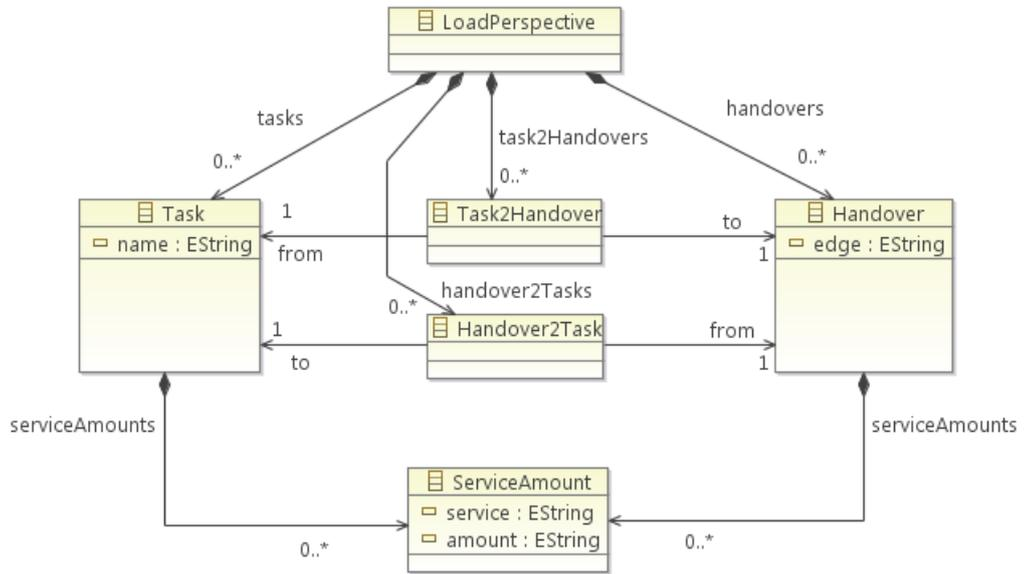 LoadPerspective
tasks
handovers
task2Handovers
0..*
0..*
0..*
Task
Task2Handover
Handover
name : EString
1
from
to
1
edge : EString
handover2Tasks
0..*
Handover2Task
1
to
from
1
serviceAmounts
serviceAmounts
ServiceAmount
service : EString
amount : EString
0..*
0..*